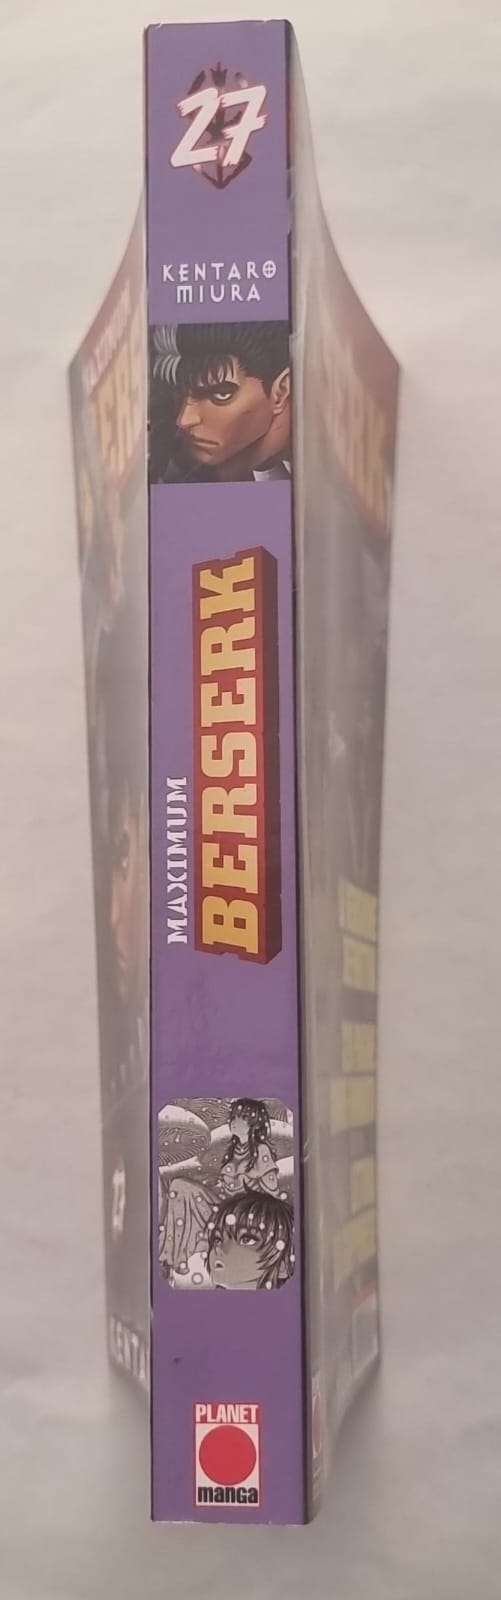 27
KENTARO
MIURA
MAXIMUM
BERSERK
PLANET
manga